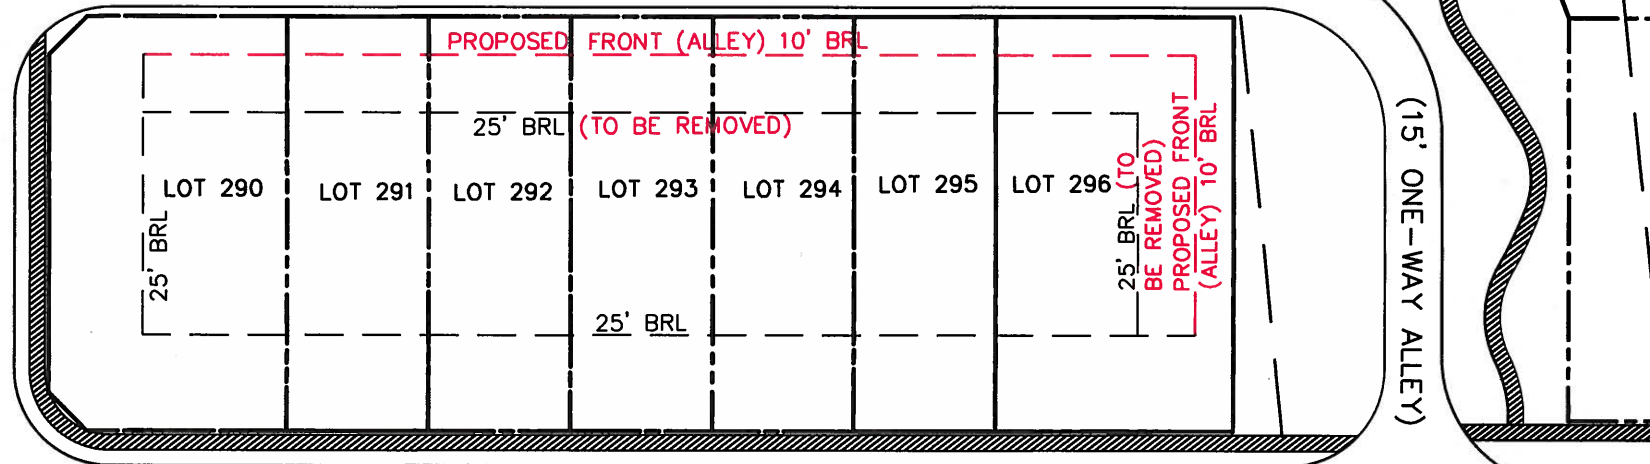 PROPOSED FRONT (ALLEY) 10' BRL
25' BRL (TO BE REMOVED)
LOT 290
LOT 291
LOT 292
LOT 293
LOT 294
LOT 295
LOT 296
25' BRL
25' BRL
25' BRL (TO
BE REMOVED)
PROPOSED FRONT
(ALLEY) 10' BRL
(15' ONE-WAY ALLEY)